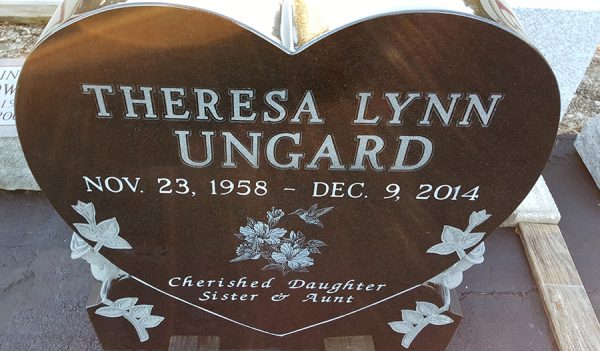 THERESA LYNN
UNGARD
NOV. 23, 1958 - DEC. 9, 2014
Cherished Daughter
Sister & Aunt